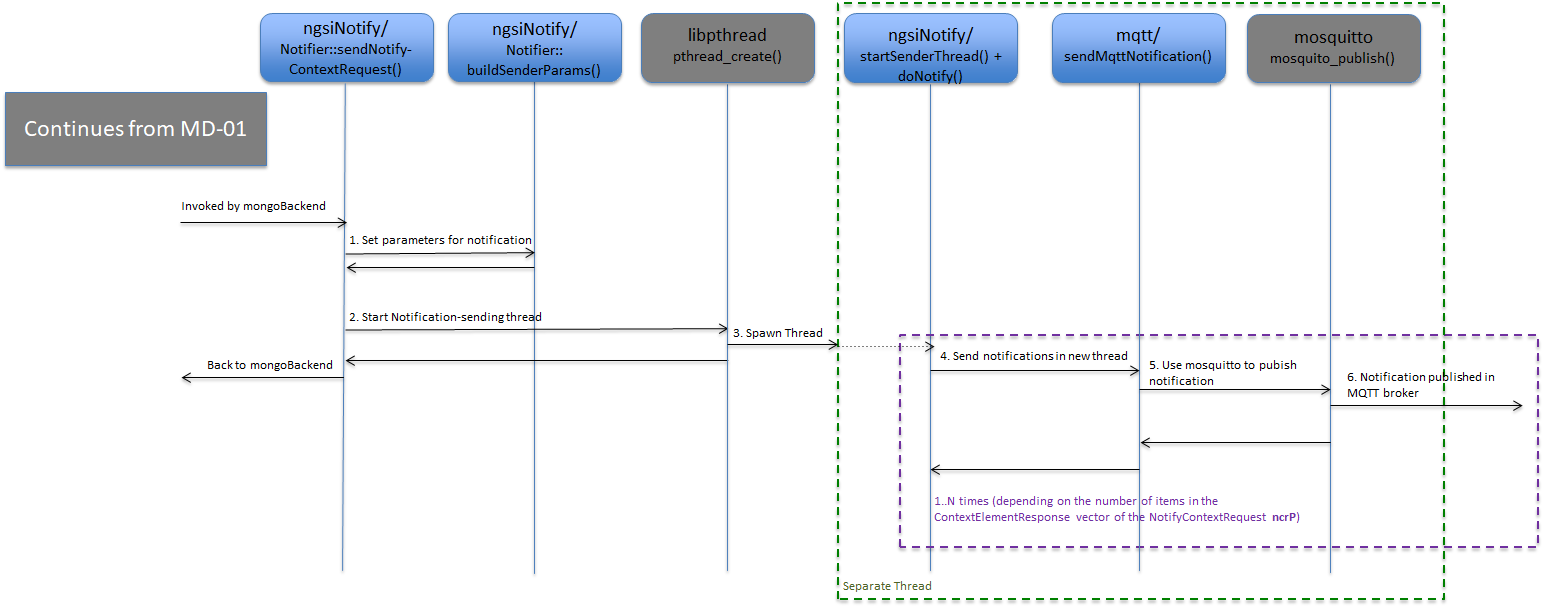 ngsiNotify/
Notifier::sendNotify-
ContextRequest()
ngsiNotify/
Notifier::
buildSenderParams()
libpthread
pthread_create()
ngsiNotify/
startSenderThread() +
doNotify()
mqtt/
sendMqttNotification()
mosquitto
mosquito_publish()
Continues from MD-01
Invoked by mongoBackend
1. Set parameters for notification
2. Start Notification-sending thread
3. Spawn Thread
Back to mongoBackend
4. Send notifications in new thread
5. Use mosquitto to pubish
notification
6. Notification published in
MQTT broker
1..N times (depending on the number of items in the
ContextElementResponse vector of the NotifyContextRequest ncrP)
Separate Thread